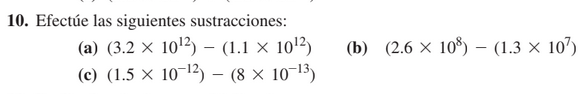 10. Efectúe las siguientes sustracciones:
(a) (3.2 × 10¹²) − (1.1 × 10¹²) (b) (2.6 × 10⁸) − (1.3 × 10⁷)
(c) (1.5 × 10⁻¹²) − (8 × 10⁻¹³)